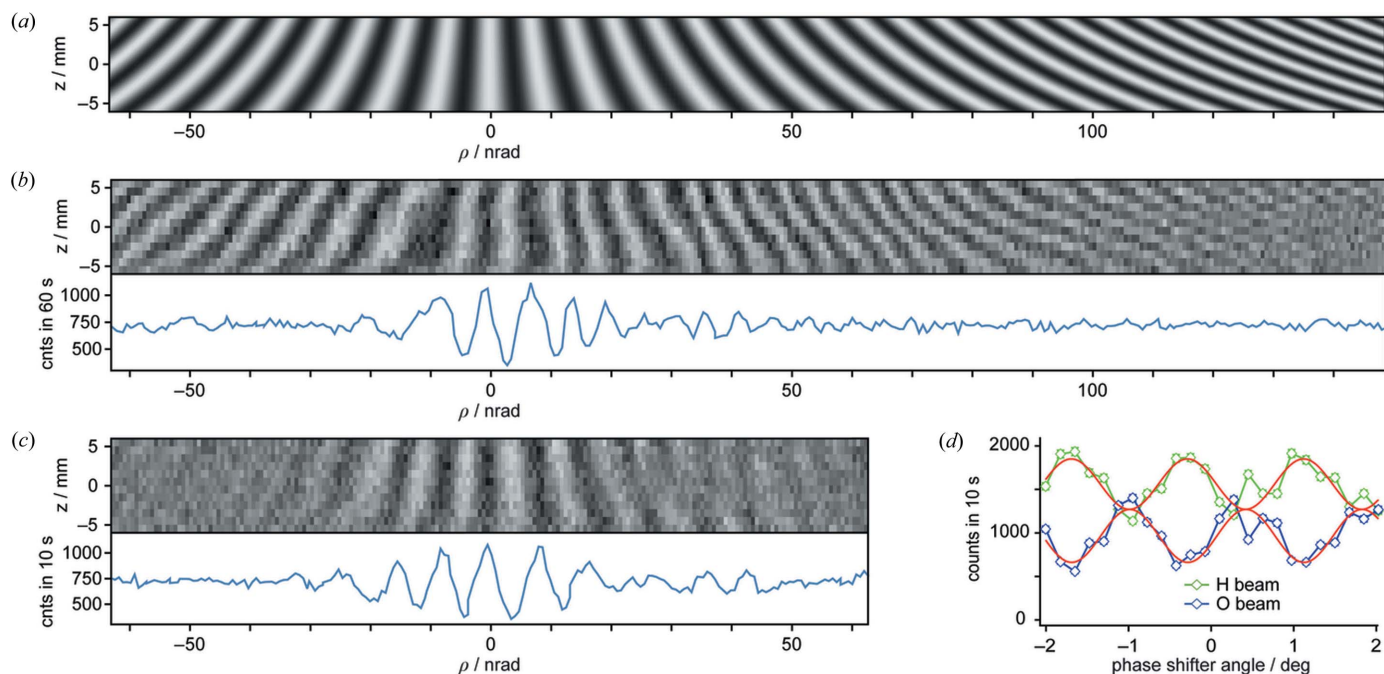 (a)
z / mm
5
0
–5
–50 0 50 100
ρ / nrad
(b)
z / mm
5
0
–5
cnts in 60 s
1000
750
500
–50 0 50 100
ρ / nrad
(c)
z / mm
5
0
–5
cnts in 10 s
1000
750
500
–50 0 50
ρ / nrad
(d)
counts in 10 s
2000
1000
0
H beam
O beam
–2 –1 0 1 2
phase shifter angle / deg